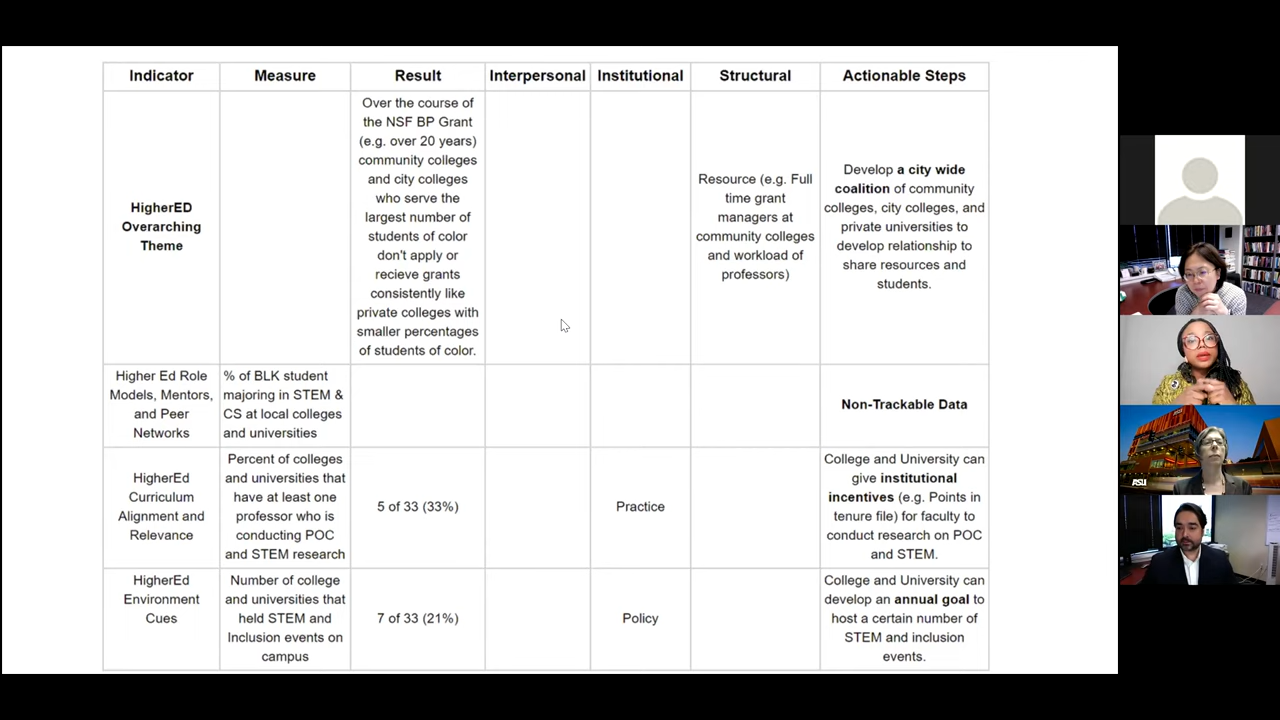 Indicator
Measure
Result
Interpersonal
Institutional
Structural
Actionable Steps
HigherED
Overarching
Theme
Over the course of
the NSF BP Grant
(e.g. over 20 years)
community colleges
and city colleges
who serve the
largest number of
students of color
don't apply or
recieve grants
consistently like
private colleges with
smaller percentages
of students of color.
Resource (e.g. Full
time grant
managers at
community colleges
and workload of
professors)
Develop a city wide
coalition of community
colleges, city colleges, and
private universities to
develop relationship to
share resources and
students.
Higher Ed Role
Models, Mentors,
and Peer
Networks
% of BLK student
majoring in STEM &
CS at local colleges
and universities
Non-Trackable Data
HigherED
Curriculum
Alignment and
Relevance
Percent of colleges
and universities that
have at least one
professor who is
conducting POC
and STEM research
5 of 33 (33%)
Practice
College and University can
give institutional
incentives (e.g. Points in
tenure file) for faculty to
conduct research on POC
and STEM.
HigherED
Environment
Cues
Number of college
and universities that
held STEM and
Inclusion events on
campus
7 of 33 (21%)
Policy
College and University can
develop an annual goal to
host a certain number of
STEM and inclusion
events.
ASU